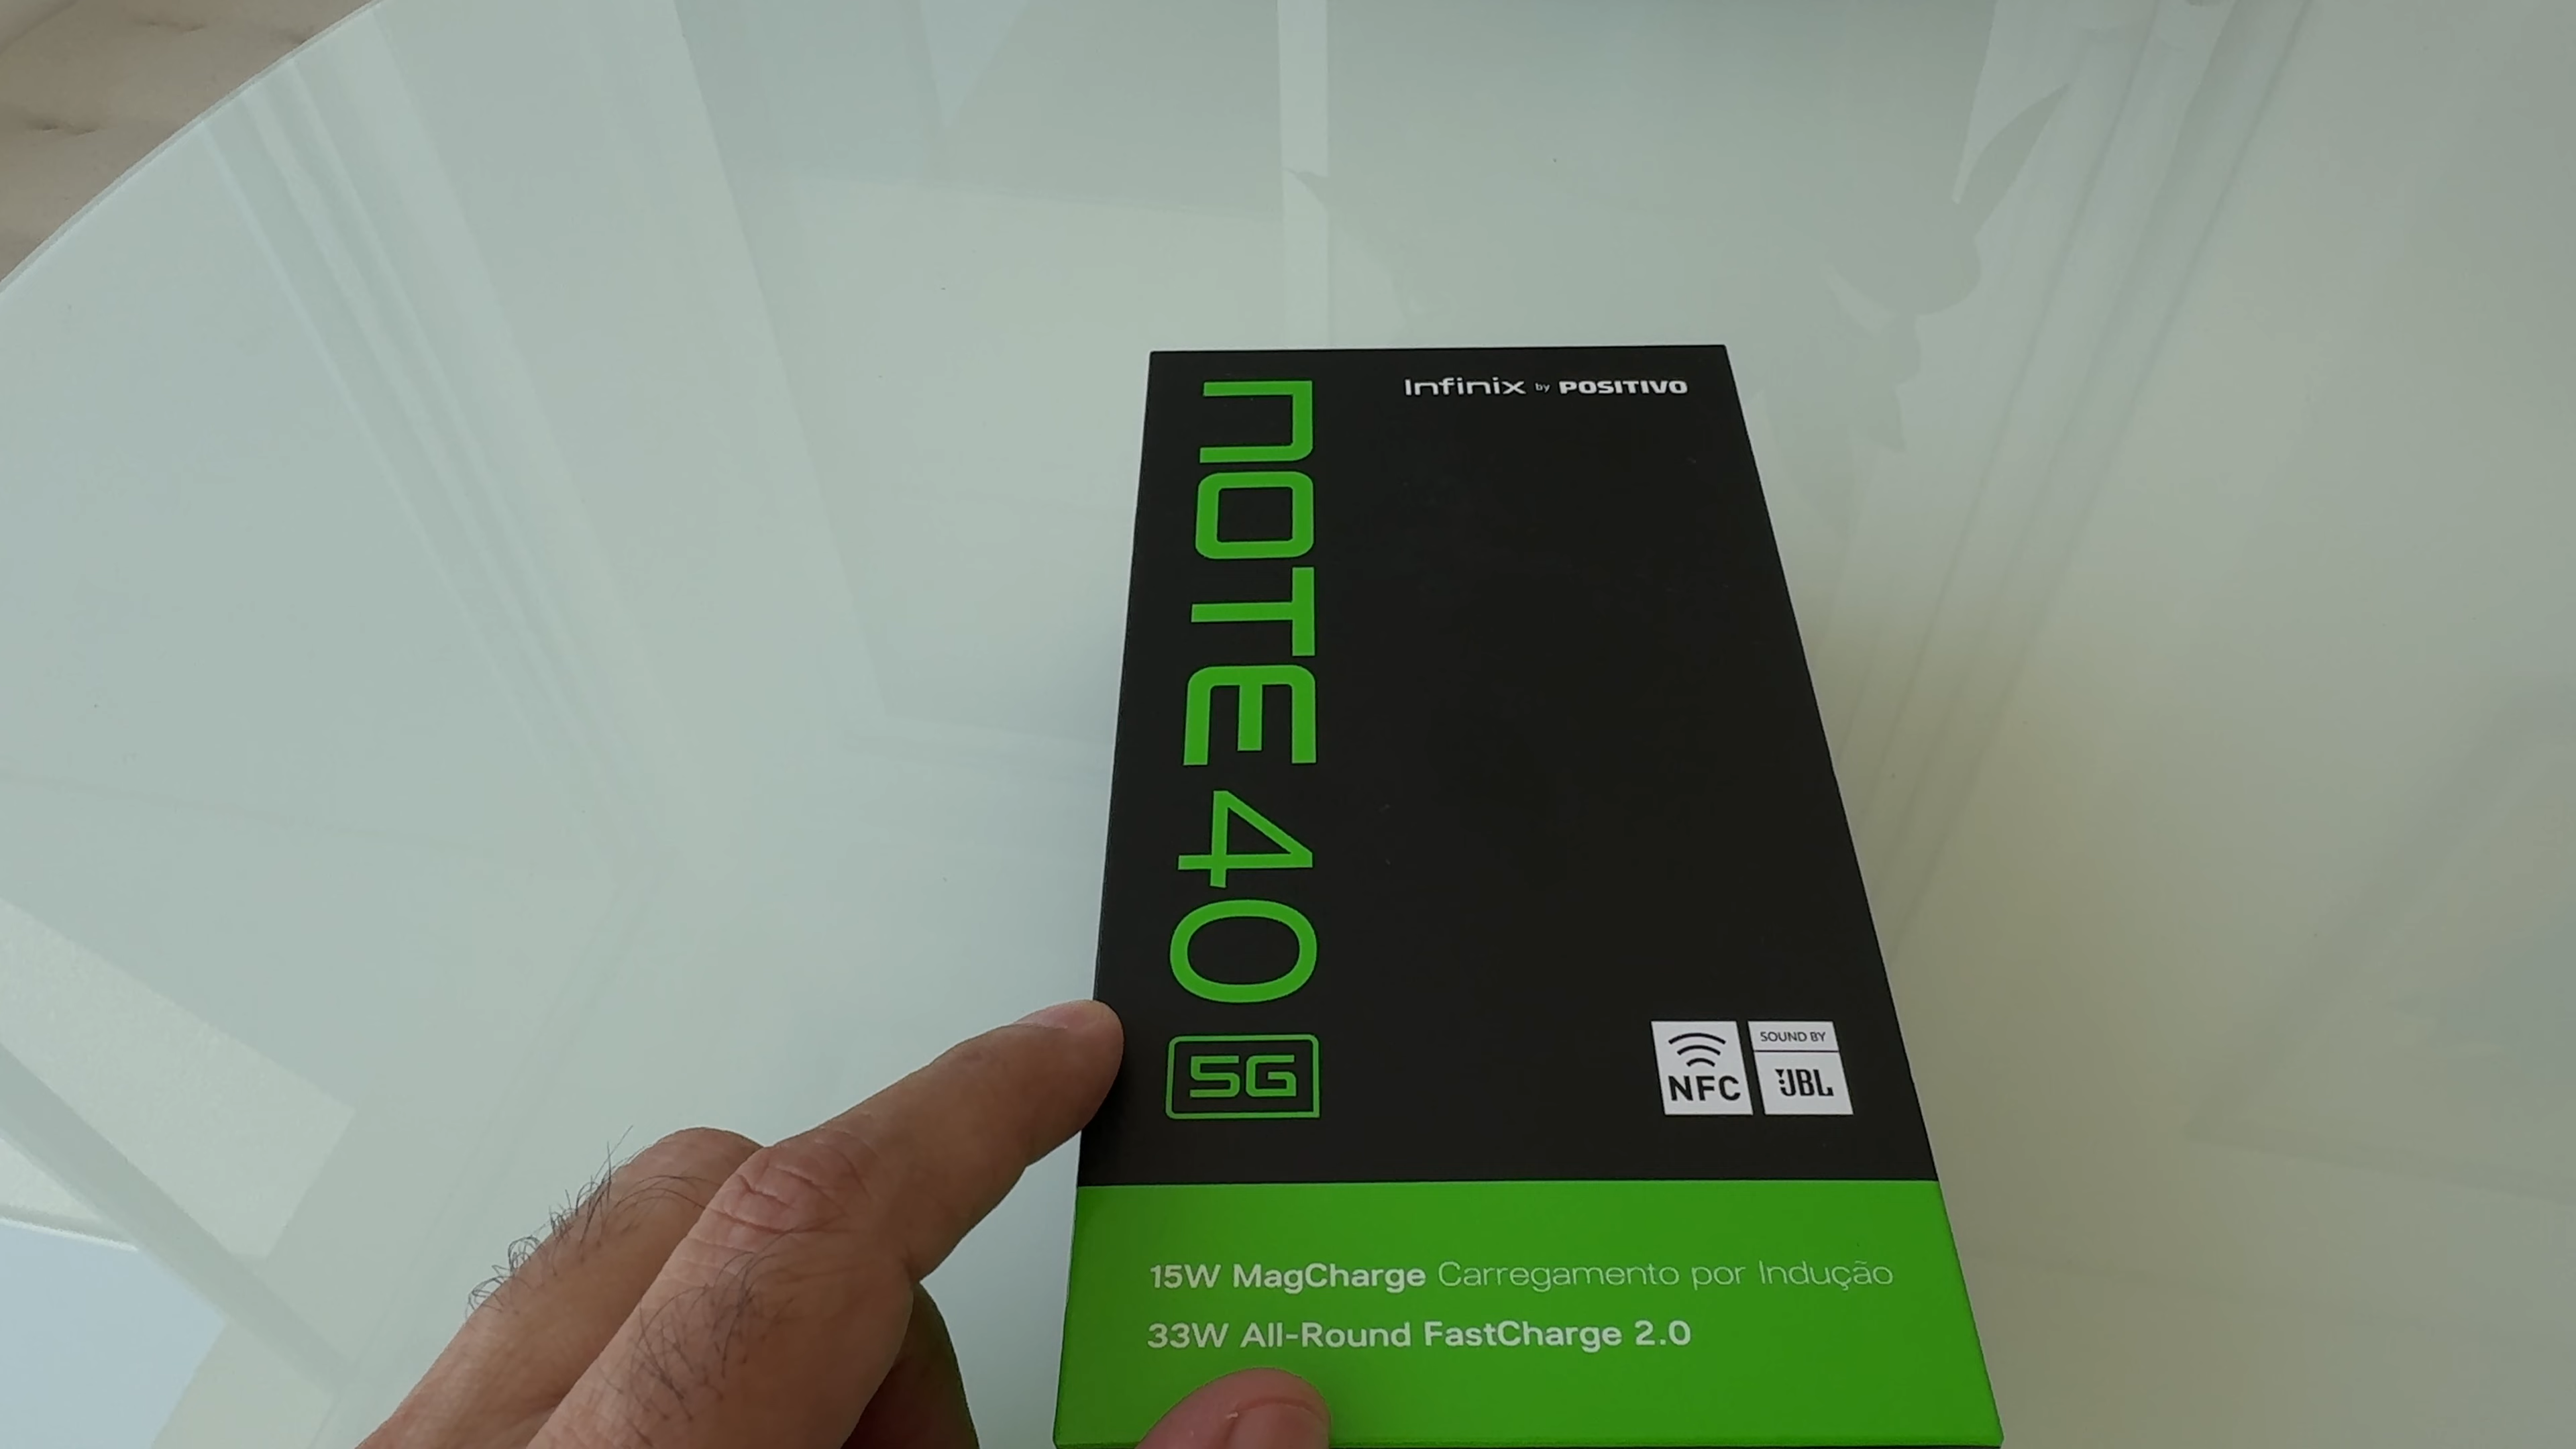 Infinix by POSITIVO
NOTE 40
5G
NFC
SOUND BY
JBL
15W MagCharge Carregamento por Indução
33W All-Round FastCharge 2.0